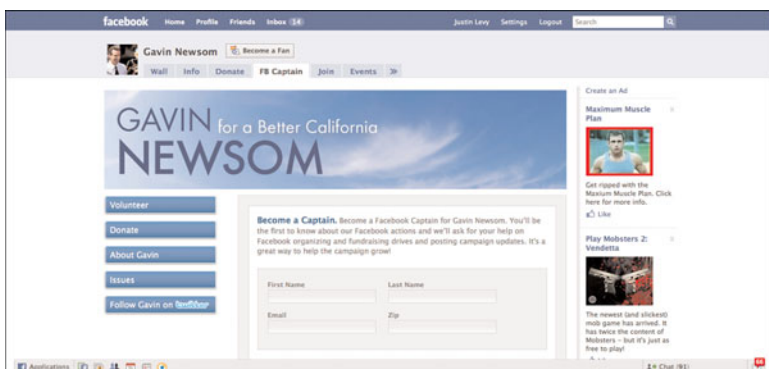 facebook Home Profile Friends Inbox 14 Justin Levy Settings Logout Search
Gavin Newsom Become a Fan
Wall Info Donate FB Captain Join Events »
GAVIN for a Better California
NEWSOM
Volunteer
Donate
About Gavin
Issues
Follow Gavin on twitter
Become a Captain. Become a Facebook Captain for Gavin Newsom. You'll be
the first to know about our Facebook actions and we'll ask for your help on
Facebook organizing and fundraising drives and posting campaign updates. It's a
great way to help the campaign grow!
First Name Last Name
Email Zip
Create an Ad
Maximum Muscle
Plan
Get ripped with the
Maxium Muscle Plan. Click
here for more info.
Like
Play Mobsters 2:
Vendetta
The newest (and slickest)
mob game has arrived. It
has twice the content of
Mobsters – but it's just as
free to play!
Applications Chat (91)